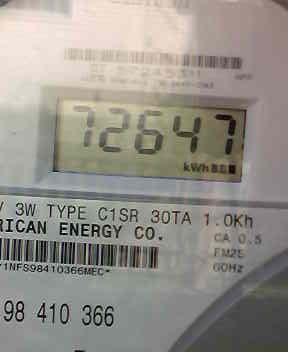 72647
kWh
V 3W TYPE C1SR 30TA 1.0Kh
RICAN ENERGY CO.
CA 0.5
FM2S
60Hz
*1NFS98410366MEC*
98 410 366